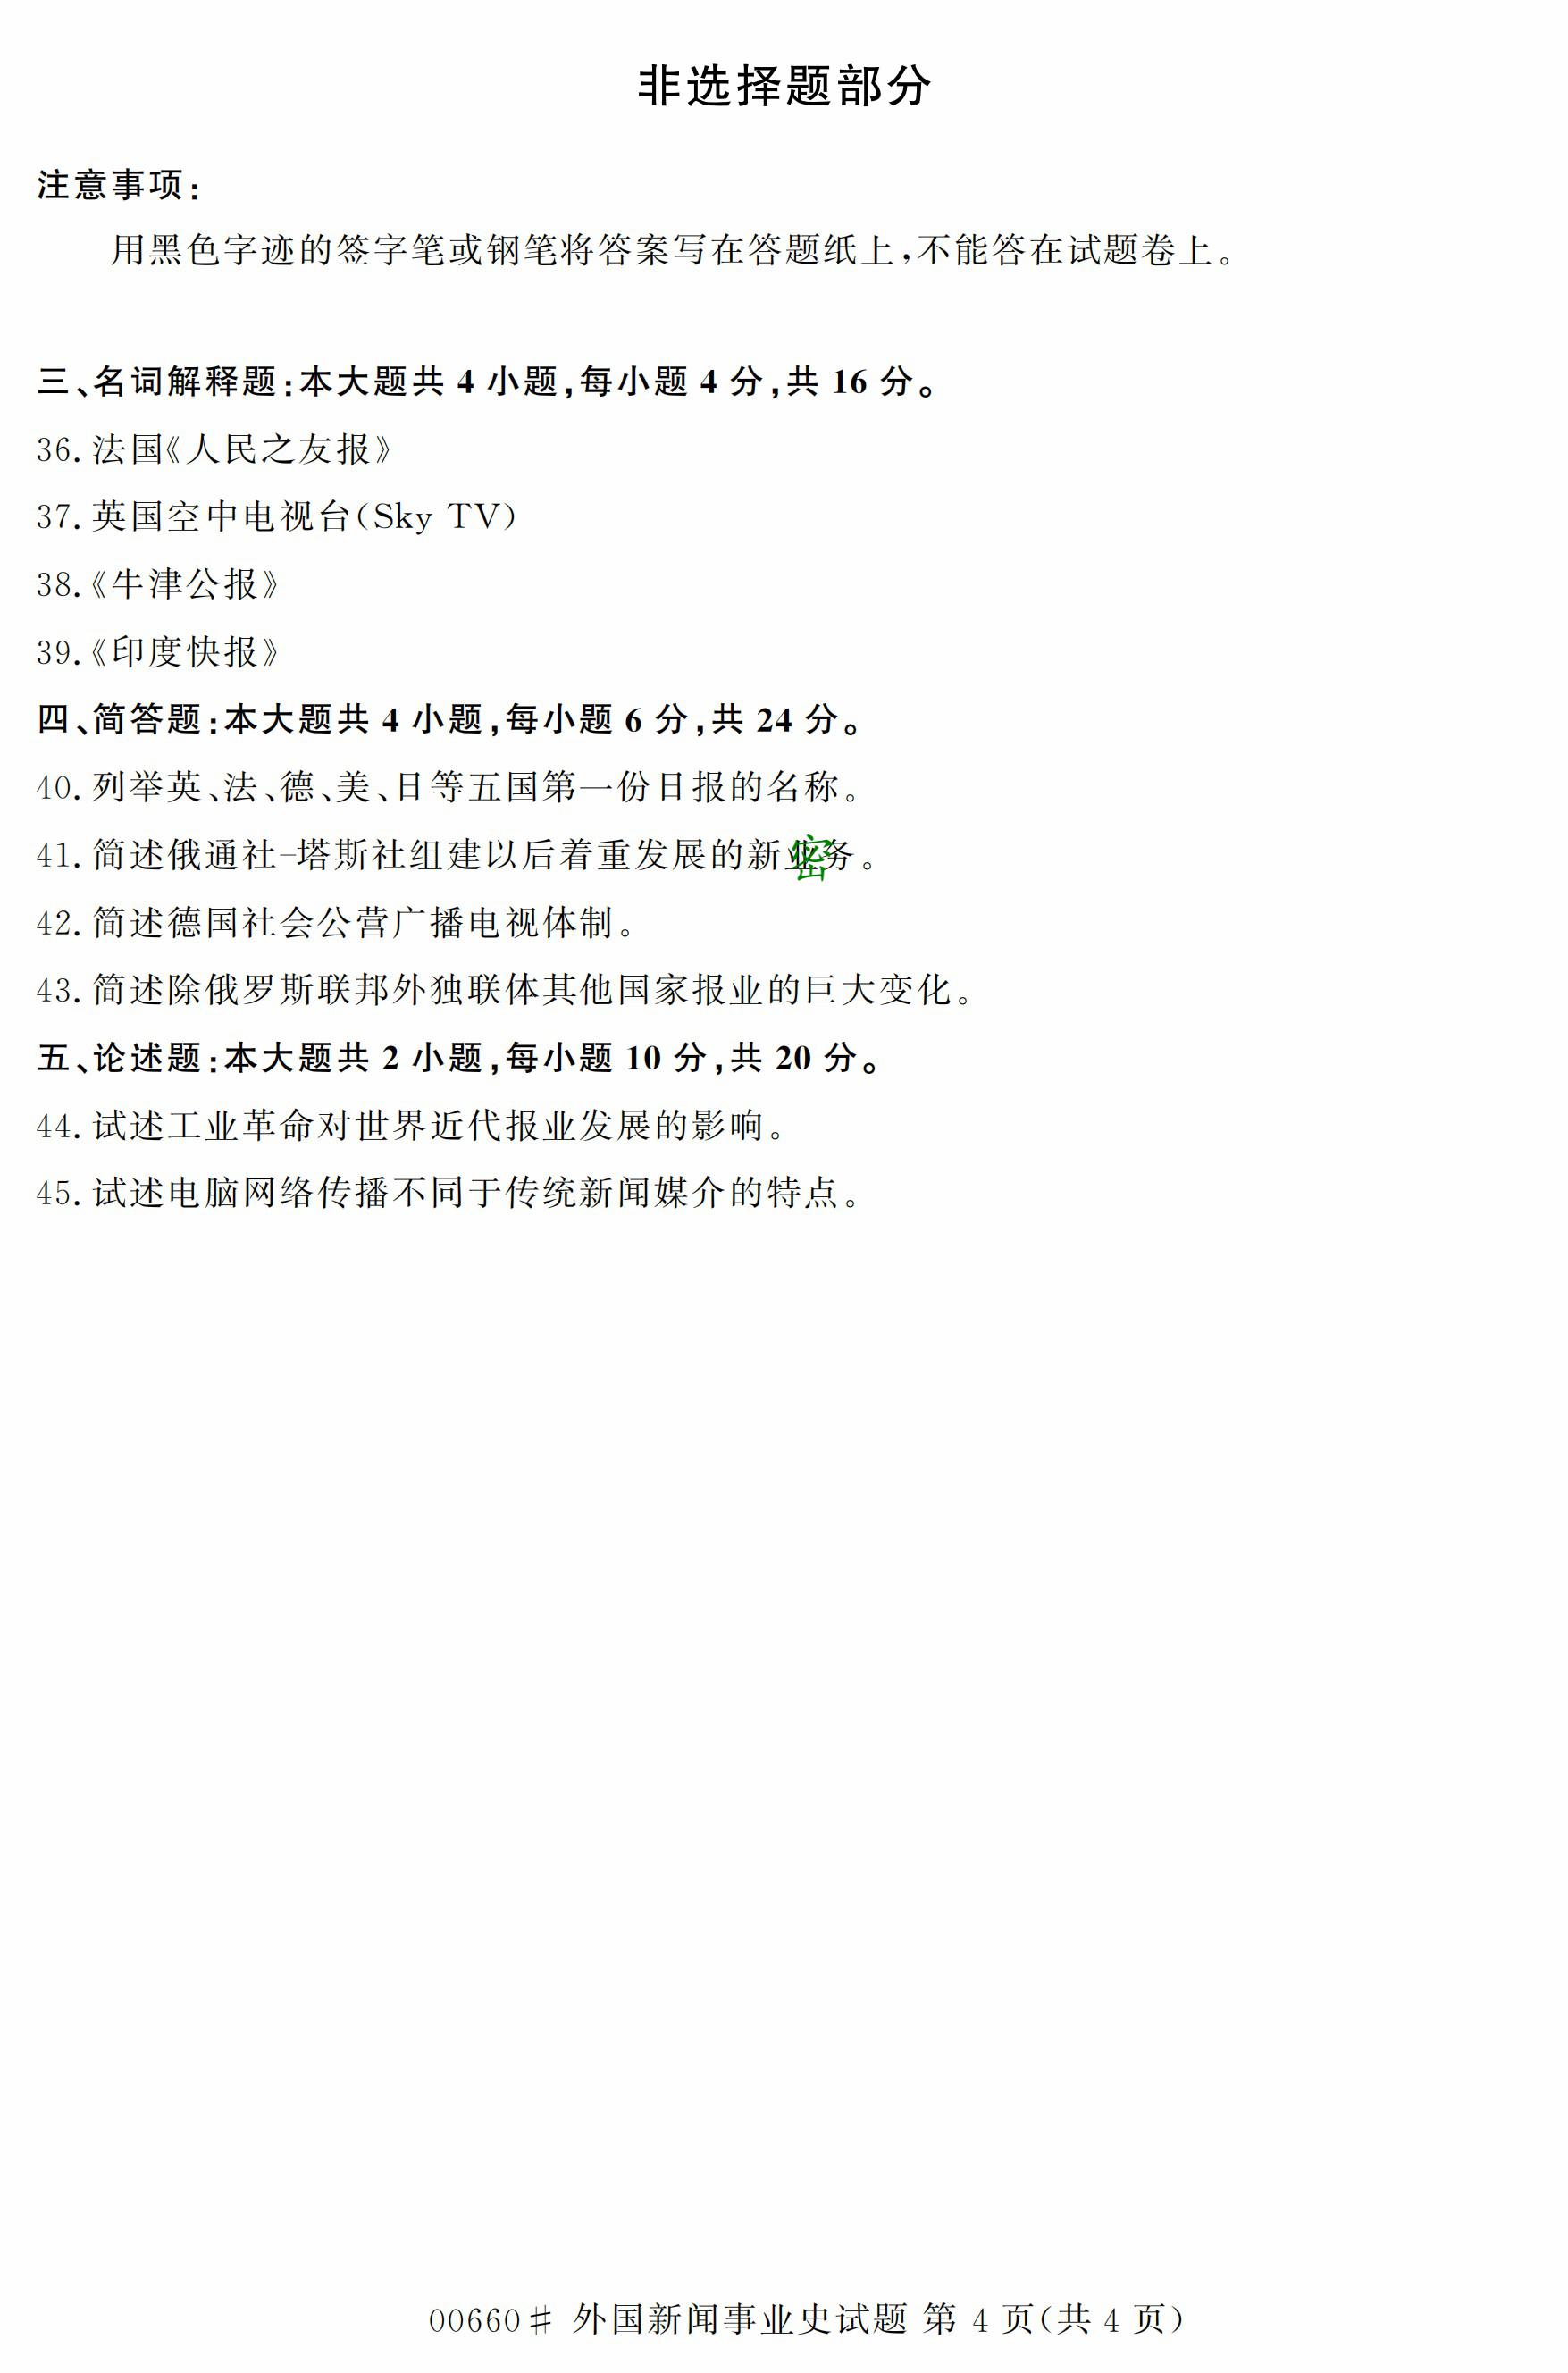 非选择题部分
注意事项:
用黑色字迹的签字笔或钢笔将答案写在答题纸上,不能答在试题卷上。
三、名词解释题:本大题共 4 小题,每小题 4 分,共 16 分。
36. 法国《人民之友报》
37. 英国空中电视台(Sky TV)
38.《牛津公报》
39.《印度快报》
四、简答题:本大题共 4 小题,每小题 6 分,共 24 分。
40. 列举英、法、德、美、日等五国第一份日报的名称。
41. 简述俄通社-塔斯社组建以后着重发展的新业务。
密
42. 简述德国社会公营广播电视体制。
43. 简述除俄罗斯联邦外独联体其他国家报业的巨大变化。
五、论述题:本大题共 2 小题,每小题 10 分,共 20 分。
44. 试述工业革命对世界近代报业发展的影响。
45. 试述电脑网络传播不同于传统新闻媒介的特点。
00660# 外国新闻事业史试题 第 4 页(共 4 页)